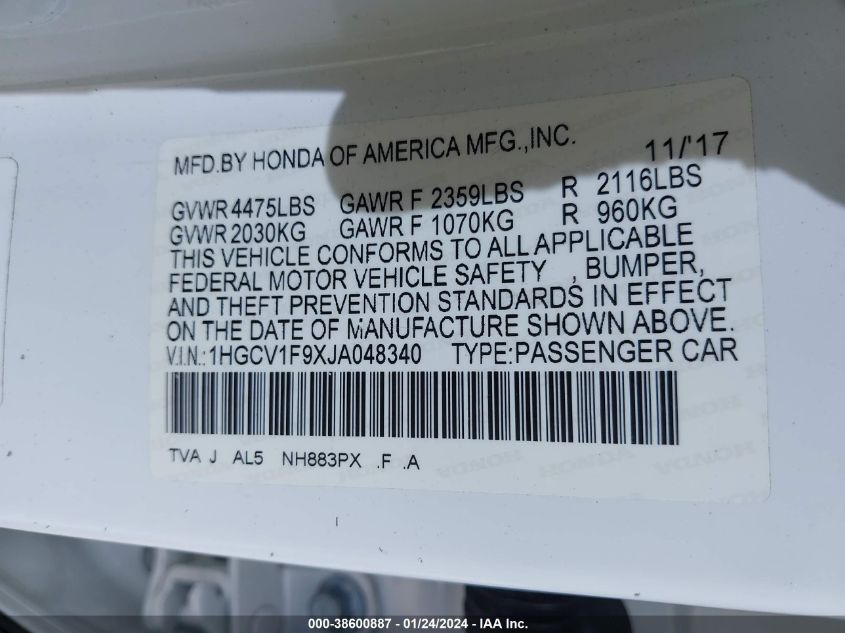 MFD.BY HONDA OF AMERICA MFG.,INC. 11/'17
GVWR 4475LBS GAWR F 2359LBS R 2116LBS
GVWR 2030KG GAWR F 1070KG R 960KG
THIS VEHICLE CONFORMS TO ALL APPLICABLE
FEDERAL MOTOR VEHICLE SAFETY , BUMPER,
AND THEFT PREVENTION STANDARDS IN EFFECT
ON THE DATE OF MANUFACTURE SHOWN ABOVE.
V.I.N.:1HGCV1F9XJA048340 TYPE:PASSENGER CAR
TVA J AL5 NH883PX .F .A
000-38600887 - 01/24/2024 - IAA Inc.